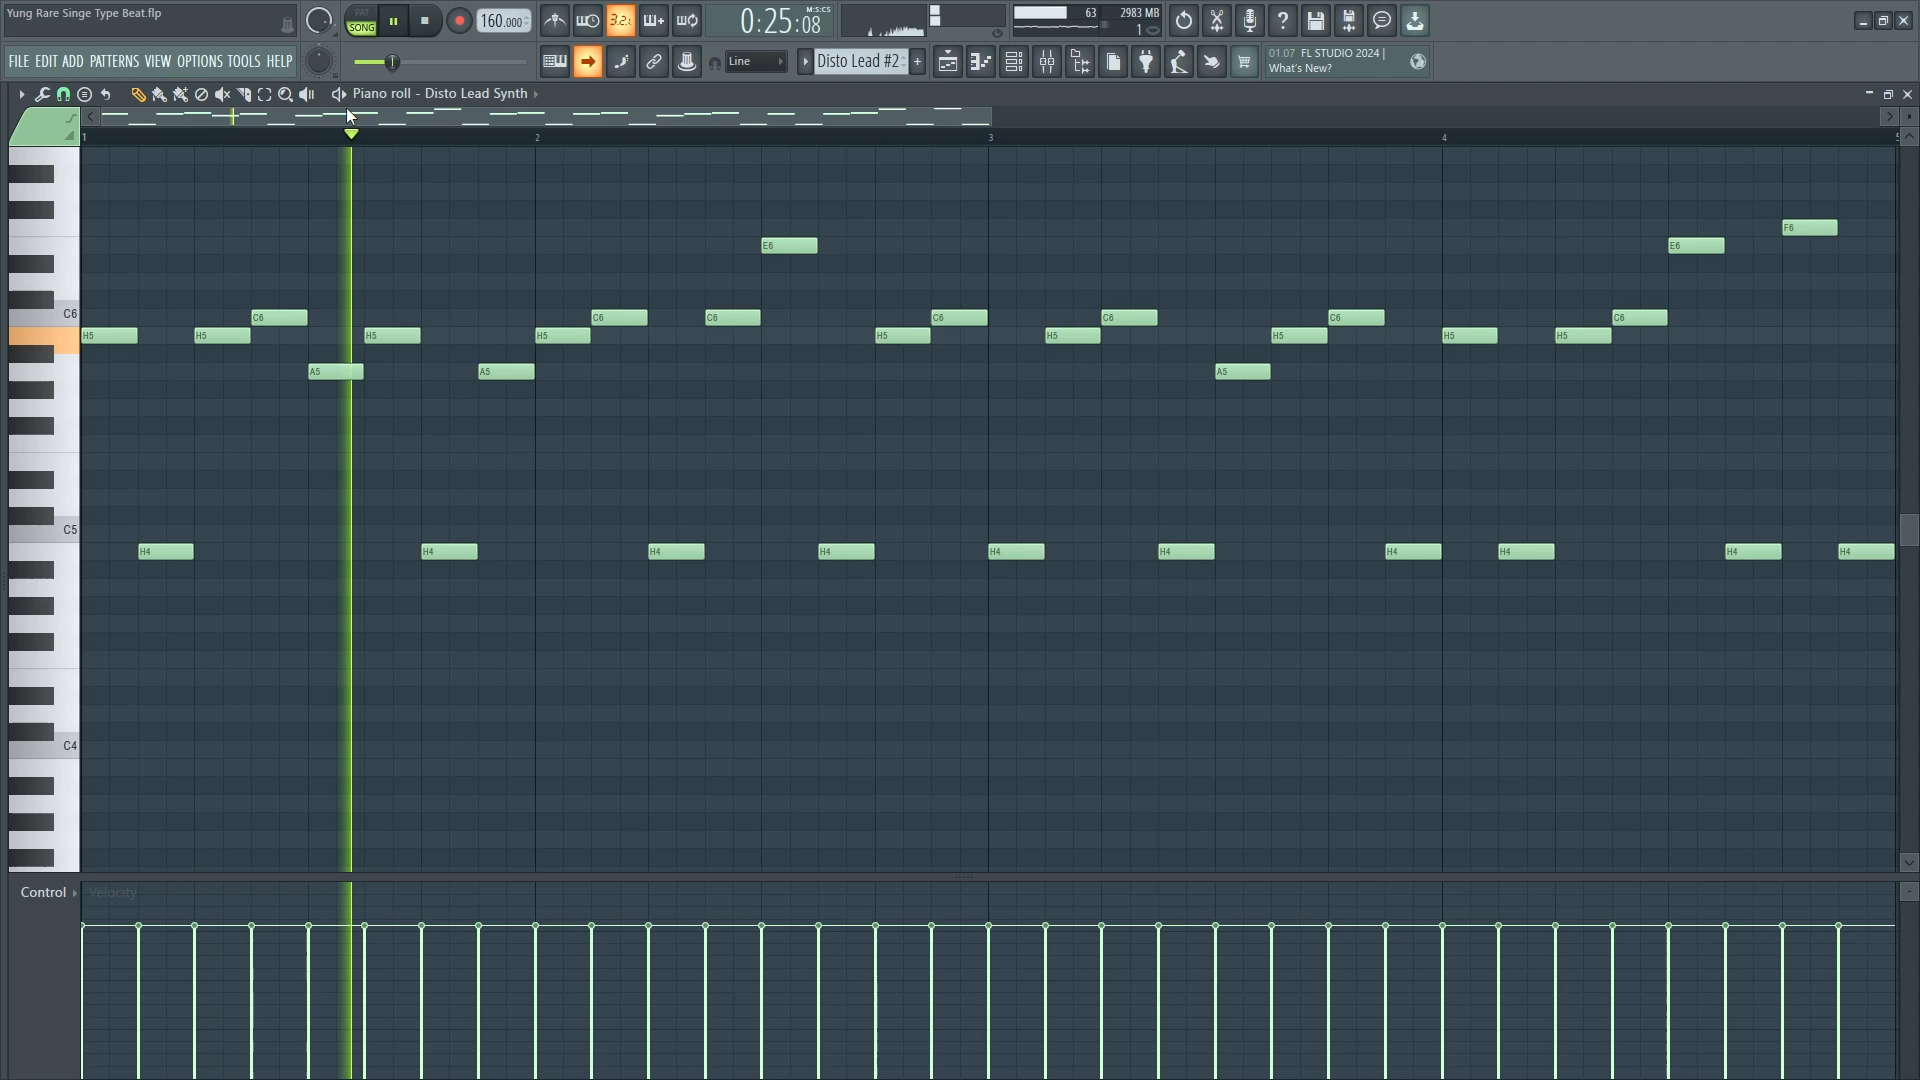 Yung Rare Singe Type Beat.flp
PAT
SONG
160.000
3.2:
0:25:08
M:S:CS
63
2983 MB
1
FILE EDIT ADD PATTERNS VIEW OPTIONS TOOLS HELP
Line
Disto Lead #2
+
01.07 FL STUDIO 2024 |
What's New?
Piano roll - Disto Lead Synth
1 2 3 4 5
F6
E6 E6
C6 C6 C6 C6 C6 C6 C6 C6
H5 H5 H5 H5 H5 H5 H5 H5 H5
A5 A5 A5
C5
H4 H4 H4 H4 H4 H4 H4 H4 H4 H4
C4
Control Velocity